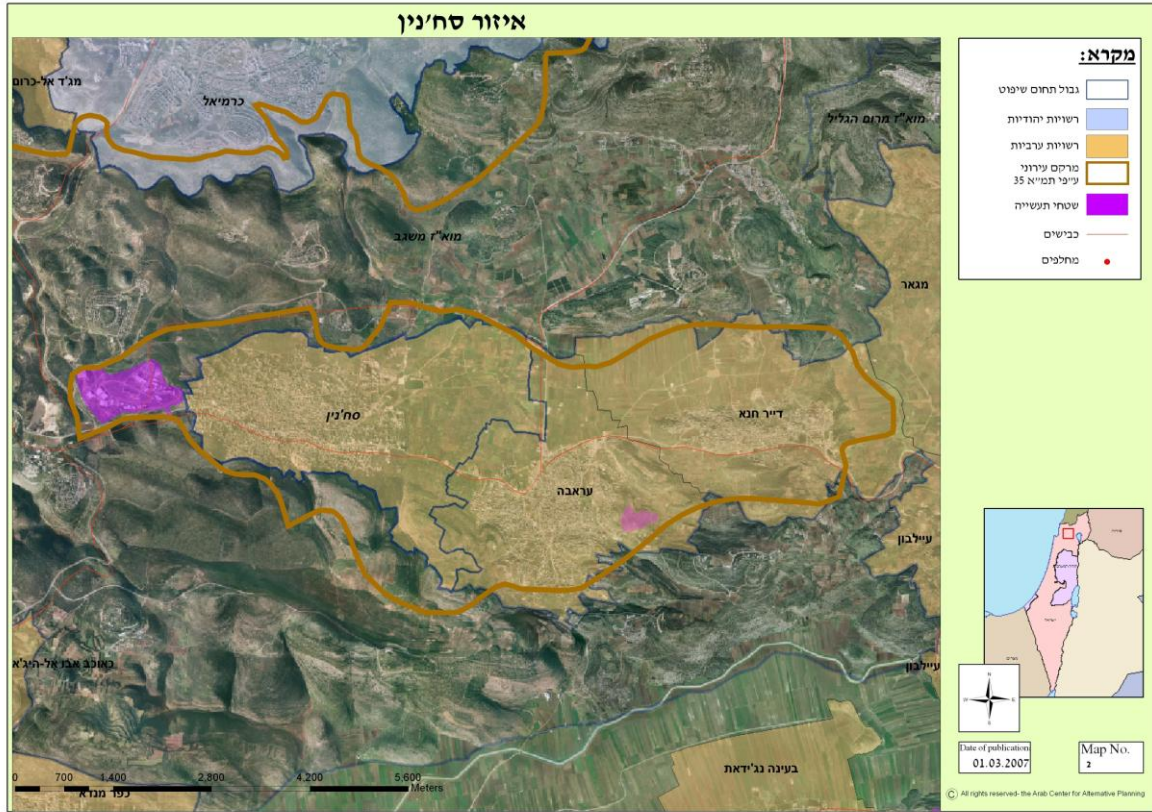 איזור סח'נין
מג'ד אל-כרום
כרמיאל
מוא"ז מרום הגליל
מוא"ז משגב
מגאר
סח'נין
דייר חנא
עראבה
עיילבון
עיילבון
כאוכב אבו אל-היג'א
בעינה נג'ידאת
כפר מנדא
0 700 1,400 2,800 4,200 5,600
Meters
מקרא:
גבול תחום שיפוט
רשויות יהודיות
רשויות ערביות
מרקם עירוני
ע"פי תמ"א 35
שטחי תעשייה
כבישים
מחלפים
N
W E
S
Date of publication
01.03.2007
Map No.
2
© All rights reserved- the Arab Center for Alternative Planning